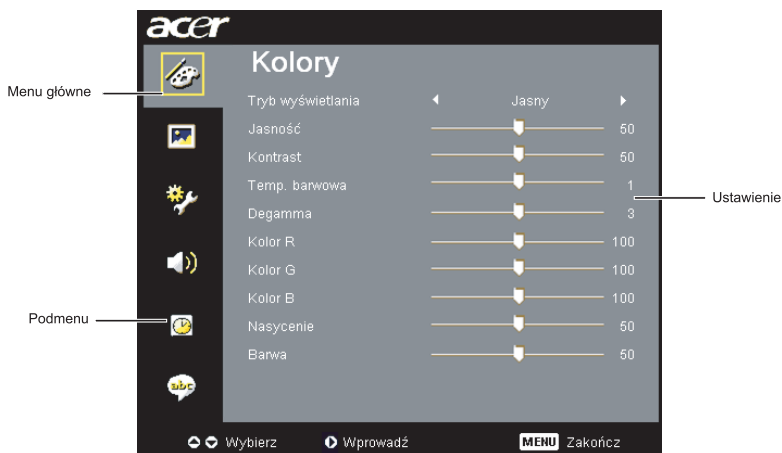 acer
Kolory
Menu główne
Tryb wyświetlania Jasny
Jasność 50
Kontrast 50
Temp. barwowa 1
Ustawienie
Degamma 3
Kolor R 100
Kolor G 100
Kolor B 100
Podmenu
Nasycenie 50
Barwa 50
abc
Wybierz Wprowadź MENU Zakończ